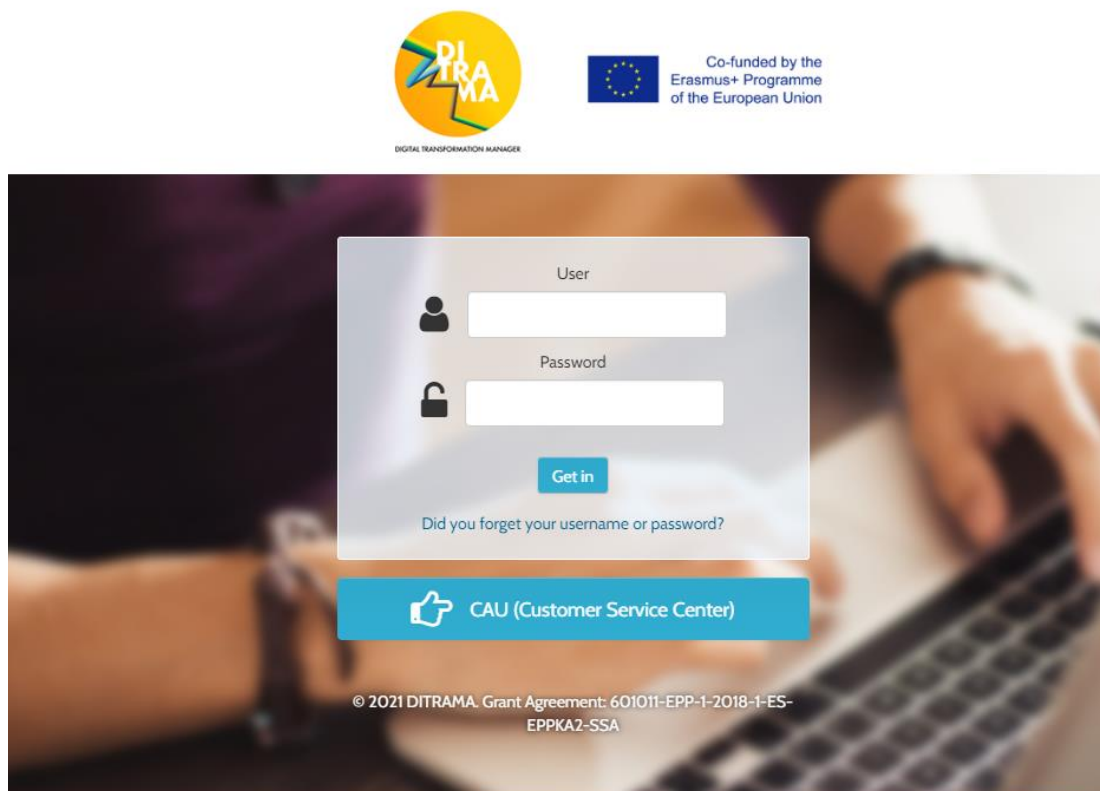 DI
TRA
MA
DIGITAL TRANSFORMATION MANAGER
Co-funded by the
Erasmus+ Programme
of the European Union
User
Password
Get in
Did you forget your username or password?
CAU (Customer Service Center)
© 2021 DITRAMA. Grant Agreement: 601011-EPP-1-2018-1-ES-
EPPKA2-SSA